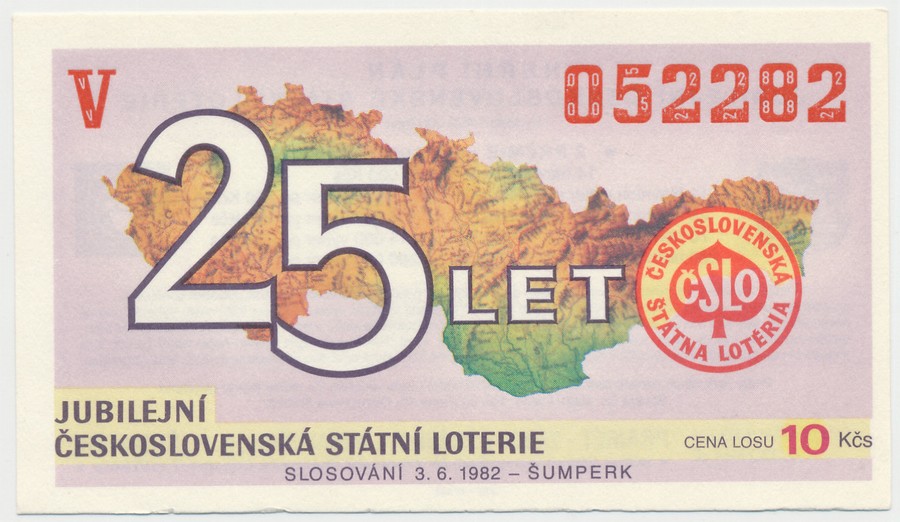 V 052282
25 LET
ČESKOSLOVENSKÁ
ČSLO
ŠTÁTNA LOTÉRIA
JUBILEJNÍ
ČESKOSLOVENSKÁ STÁTNÍ LOTERIE
CENA LOSU 10 Kčs
SLOSOVÁNÍ 3. 6. 1982 – ŠUMPERK